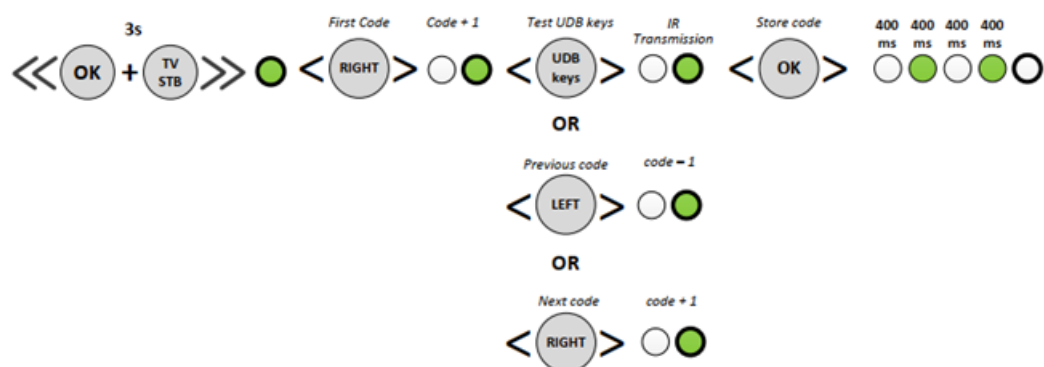 3s
First Code
Code + 1
Test UDB keys
IR
Transmission
Store code
400
ms
400
ms
400
ms
400
ms
<< OK + TV
STB >>
< RIGHT >
< UDB
keys >
< OK >
OR
Previous code
code – 1
< LEFT >
OR
Next code
code + 1
< RIGHT >